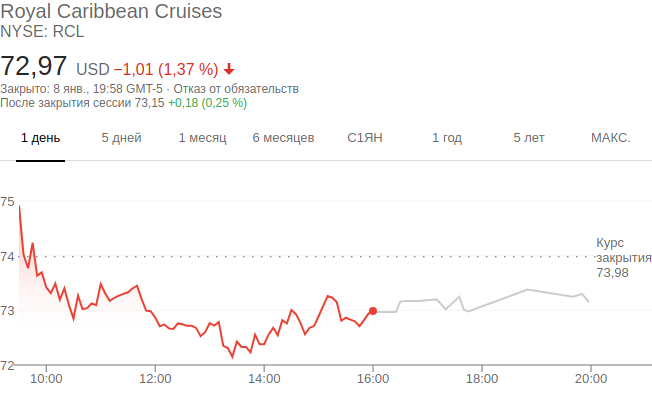 Royal Caribbean Cruises
NYSE: RCL
72,97 USD −1,01 (1,37 %)
Закрыто: 8 янв., 19:58 GMT-5 · Отказ от обязательств
После закрытия сессии 73,15 +0,18 (0,25 %)
1 день 5 дней 1 месяц 6 месяцев С1ЯН 1 год 5 лет МАКС.
75
74
73
72
Курс
закрытия
73,98
10:00 12:00 14:00 16:00 18:00 20:00